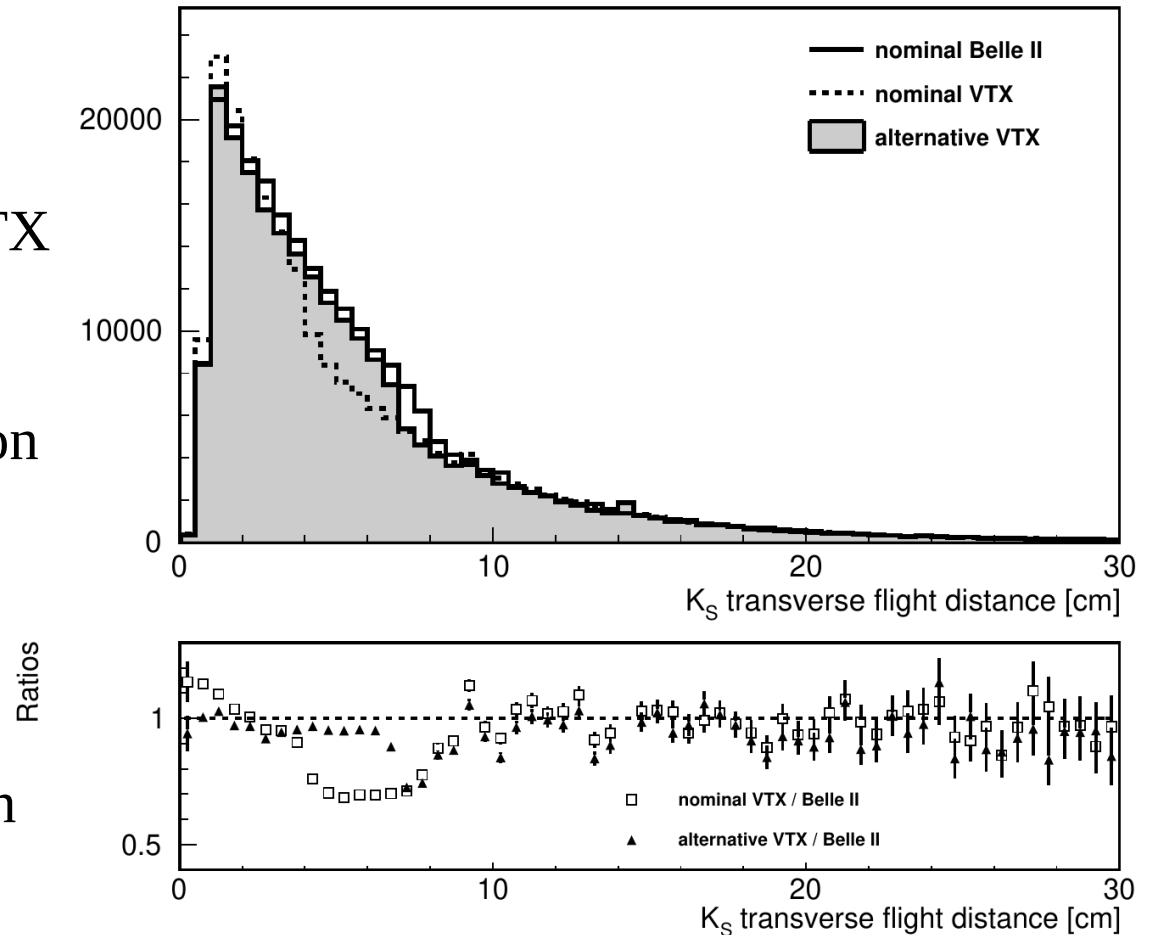 nominal Belle II
nominal VTX
alternative VTX
20000
TX
10000
on
0
0 10 20 30
K_S transverse flight distance [cm]
Ratios
1
nominal VTX / Belle II
n
alternative VTX / Belle II
0.5
0 10 20 30
K_S transverse flight distance [cm]